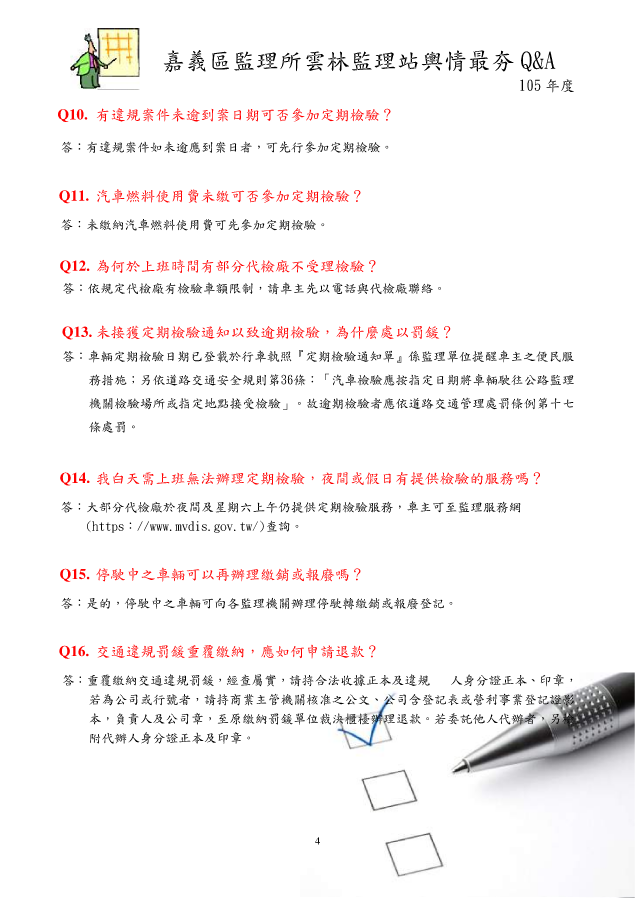 嘉義區監理所雲林監理站輿情最夯 Q&A
105 年度
Q10. 有違規案件未逾到案日期可否參加定期檢驗？
答：有違規案件如未逾應到案日者，可先行參加定期檢驗。
Q11. 汽車燃料使用費未繳可否參加定期檢驗？
答：未繳納汽車燃料使用費可先參加定期檢驗。
Q12. 為何於上班時間有部分代檢廠不受理檢驗？
答：依規定代檢廠有檢驗車額限制，請車主先以電話與代檢廠聯絡。
Q13. 未接獲定期檢驗通知以致逾期檢驗，為什麼處以罰鍰？
答：車輛定期檢驗日期已登載於行車執照『定期檢驗通知單』係監理單位提醒車主之便民服
務措施；另依道路交通安全規則第36條：「汽車檢驗應按指定日期將車輛駛往公路監理
機關檢驗場所或指定地點接受檢驗」。故逾期檢驗者應依道路交通管理處罰條例第十七
條處罰。
Q14. 我白天需上班無法辦理定期檢驗，夜間或假日有提供檢驗的服務嗎？
答：大部分代檢廠於夜間及星期六上午仍提供定期檢驗服務，車主可至監理服務網
(https：//www.mvdis.gov.tw/)查詢。
Q15. 停駛中之車輛可以再辦理繳銷或報廢嗎？
答：是的，停駛中之車輛可向各監理機關辦理停駛轉繳銷或報廢登記。
Q16. 交通違規罰鍰重覆繳納，應如何申請退款？
答：重覆繳納交通違規罰鍰，經查屬實，請持合法收據正本及違規 人身分證正本、印章，
若為公司或行號者，請持商業主管機關核准之公文、公司含登記表或營利事業登記證影
本，負責人及公司章，至原繳納罰鍰單位裁決櫃檯辦理退款。若委託他人代辦者，另
附代辦人身分證正本及印章。
4